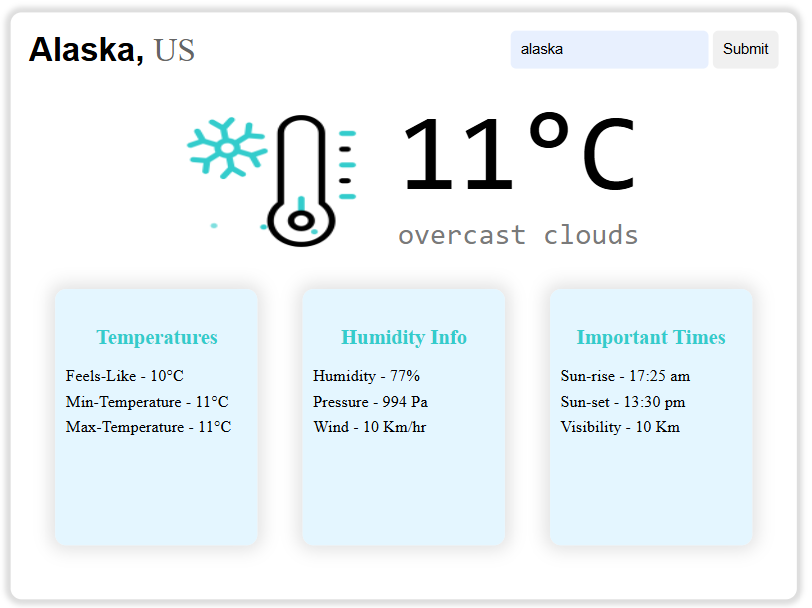 Alaska, US
alaska
Submit
11°C
overcast clouds
Temperatures
Feels-Like - 10°C
Min-Temperature - 11°C
Max-Temperature - 11°C
Humidity Info
Humidity - 77%
Pressure - 994 Pa
Wind - 10 Km/hr
Important Times
Sun-rise - 17:25 am
Sun-set - 13:30 pm
Visibility - 10 Km